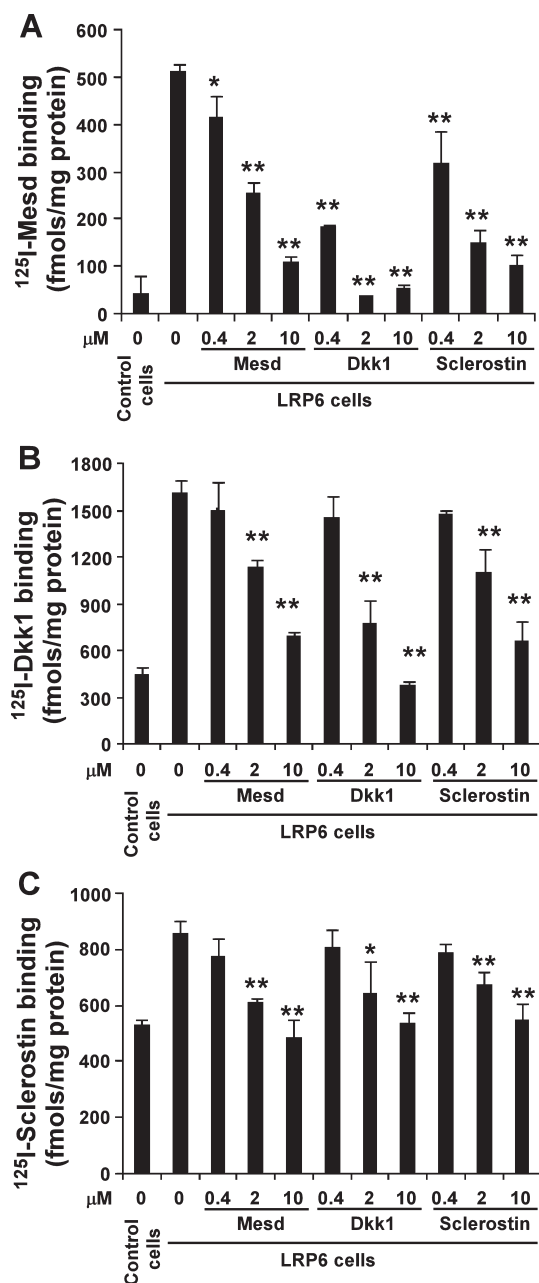 A
¹²⁵I-Mesd binding
(fmols/mg protein)
600
500
400
300
200
100
0
*
**
**
**
**
**
**
**
**
μM 0 0 0.4 2 10 0.4 2 10 0.4 2 10
Mesd Dkk1 Sclerostin
Control
cells
LRP6 cells
B
¹²⁵I-Dkk1 binding
(fmols/mg protein)
1800
1500
1200
900
600
300
0
**
**
**
**
**
**
μM 0 0 0.4 2 10 0.4 2 10 0.4 2 10
Mesd Dkk1 Sclerostin
Control
cells
LRP6 cells
C
¹²⁵I-Sclerostin binding
(fmols/mg protein)
1000
800
600
400
200
0
**
**
*
**
**
**
μM 0 0 0.4 2 10 0.4 2 10 0.4 2 10
Mesd Dkk1 Sclerostin
Control
cells
LRP6 cells